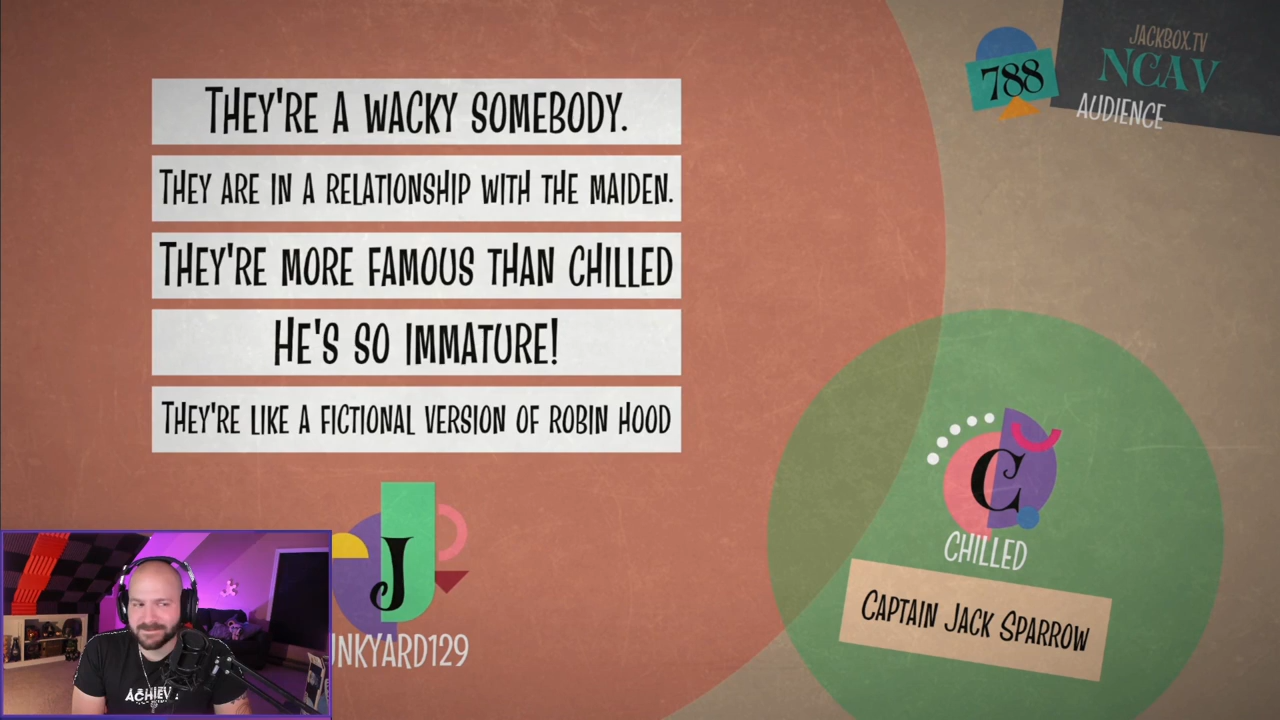 THEY'RE A WACKY SOMEBODY.
THEY ARE IN A RELATIONSHIP WITH THE MAIDEN.
THEY'RE MORE FAMOUS THAN CHILLED
HE'S SO IMMATURE!
THEY'RE LIKE A FICTIONAL VERSION OF ROBIN HOOD
788
JACKBOX.TV
NCAV
AUDIENCE
J
NKYARD129
C
CHILLED
CAPTAIN JACK SPARROW